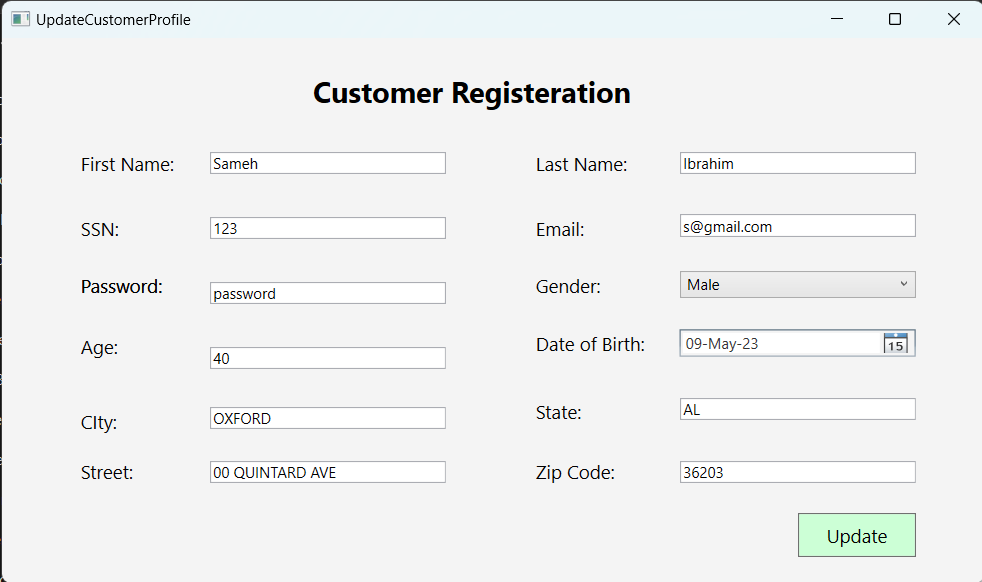 UpdateCustomerProfile
Customer Registeration
First Name: Sameh Last Name: Ibrahim
SSN: 123 Email: s@gmail.com
Password: password Gender: Male
Age: 40 Date of Birth: 09-May-23 15
CIty: OXFORD State: AL
Street: 00 QUINTARD AVE Zip Code: 36203
Update